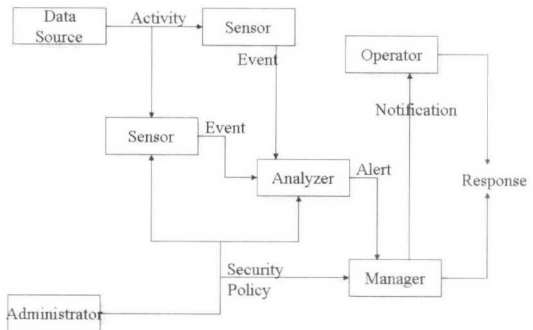 Data
Source
Activity
Sensor
Event
Operator
Notification
Sensor
Event
Analyzer
Alert
Response
Security
Policy
Manager
Administrator